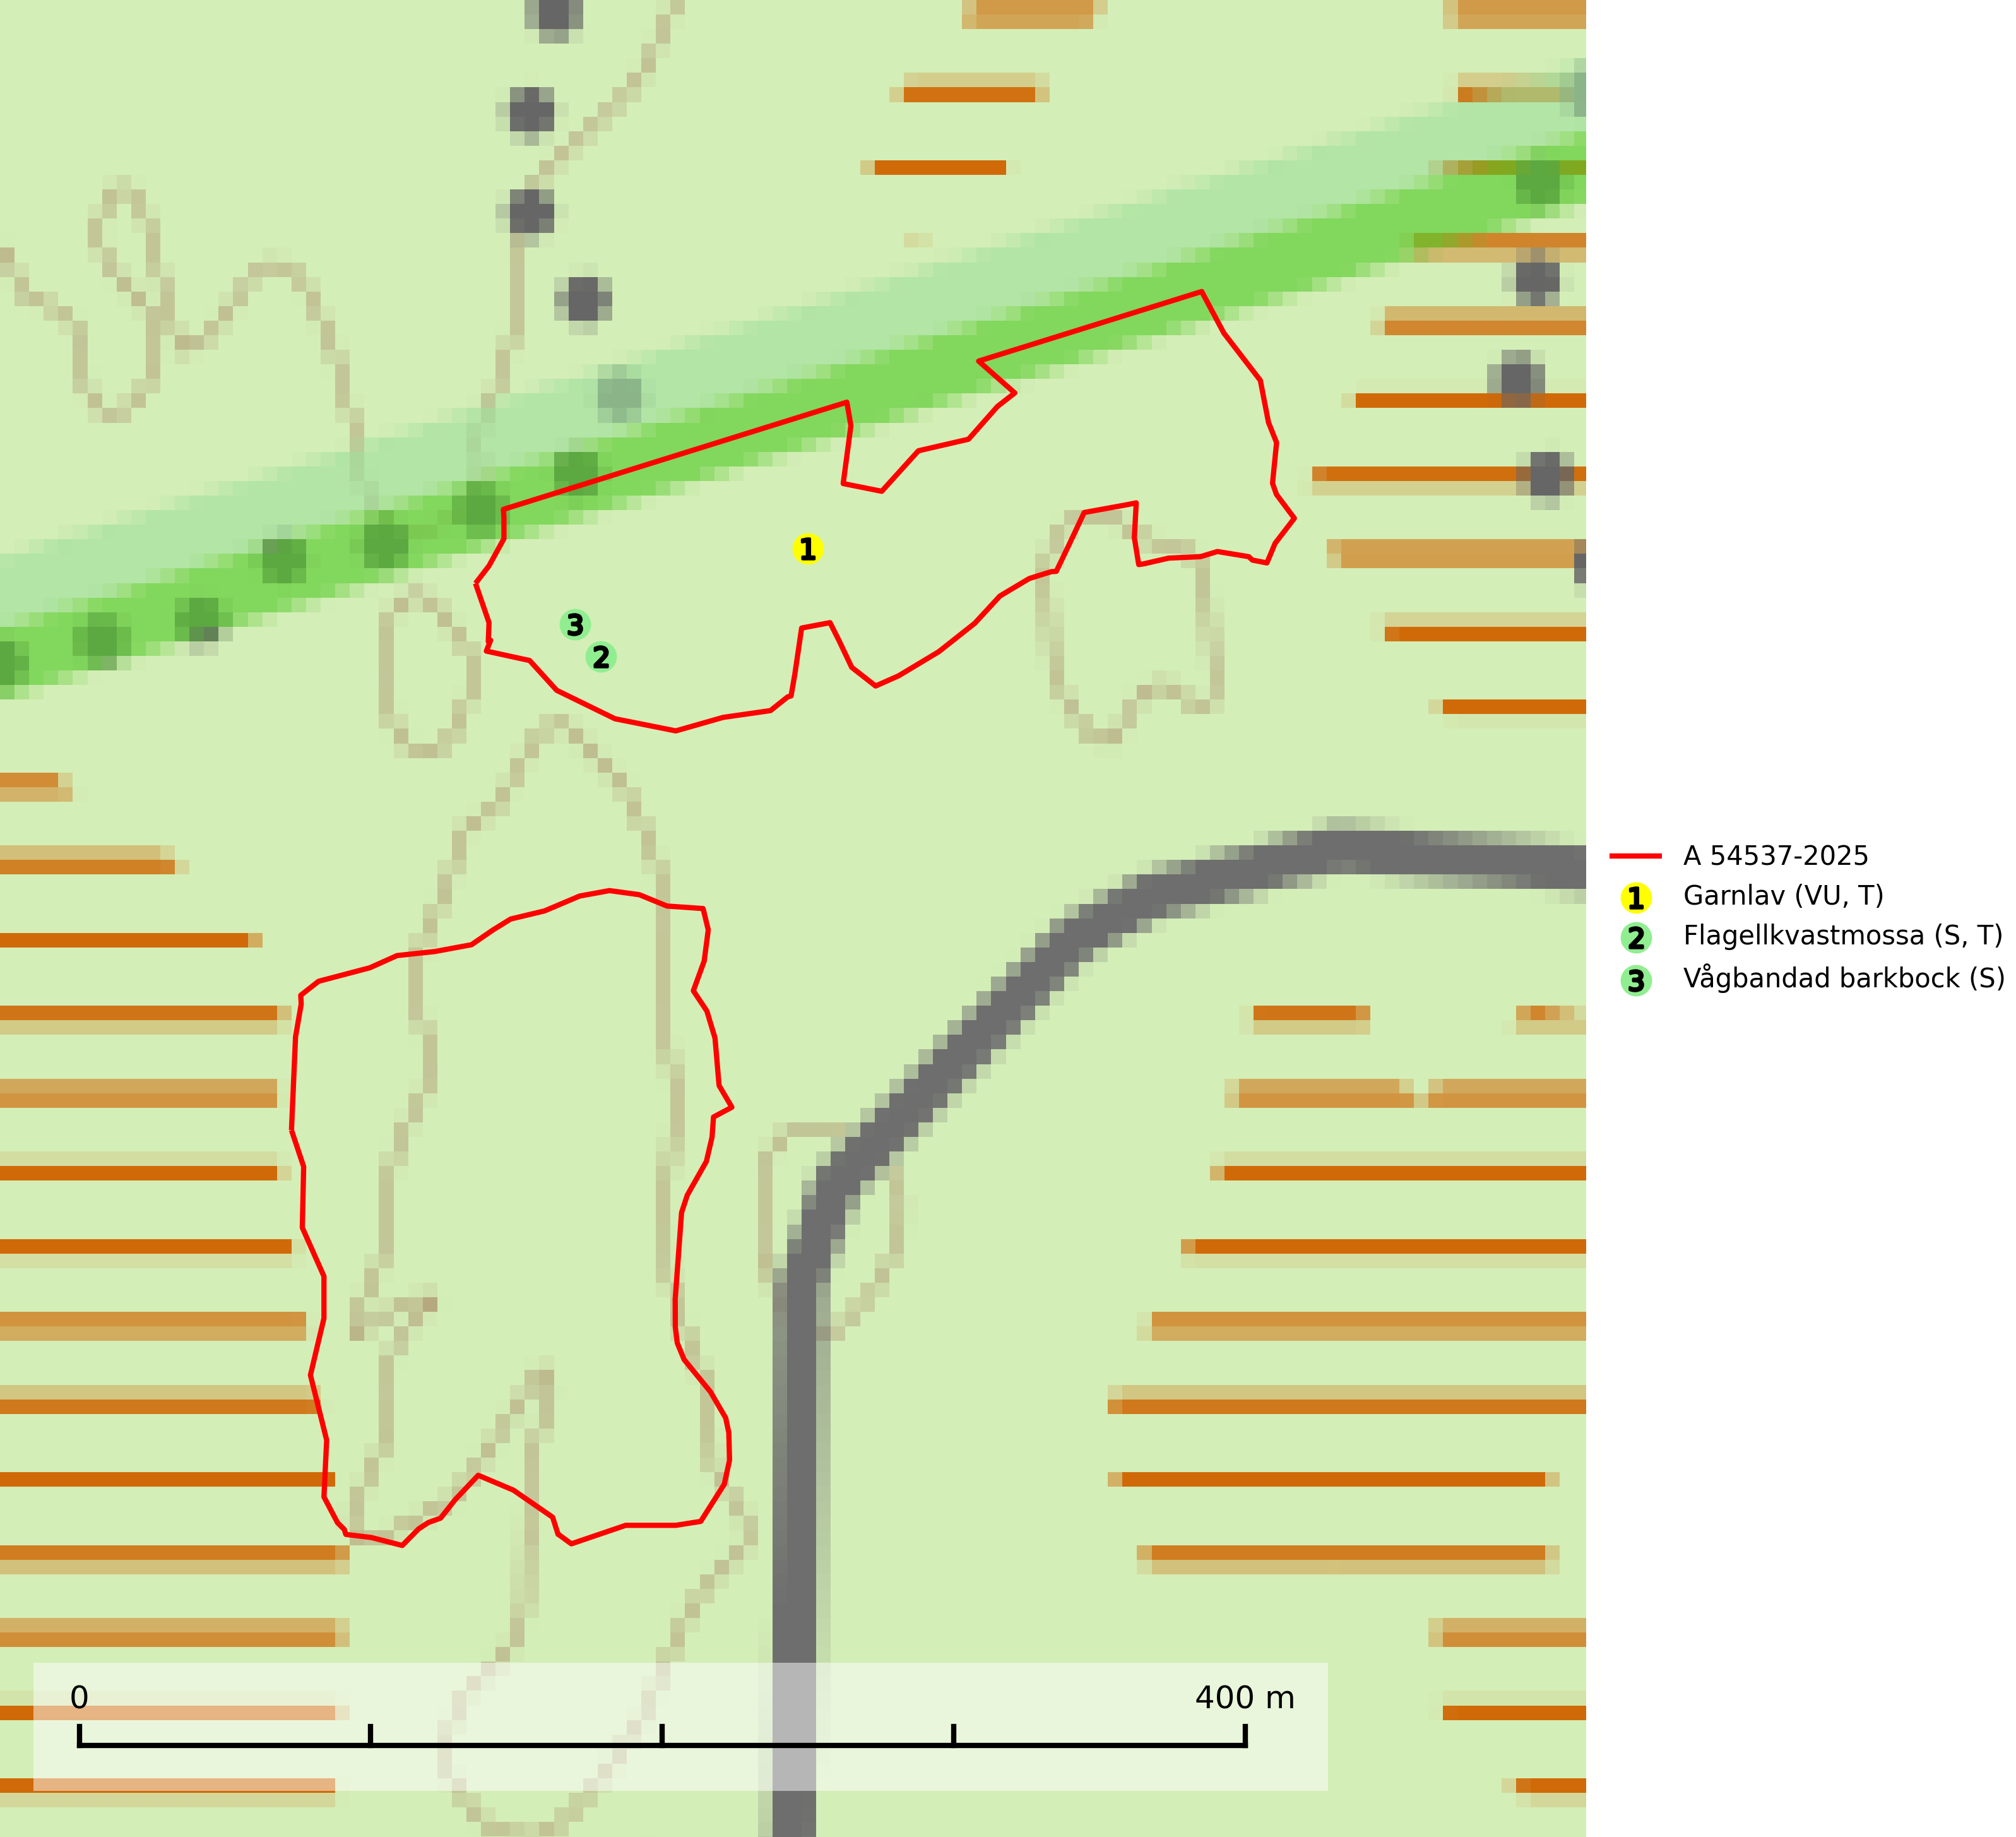 1
3
2
A 54537-2025
1 Garnlav (VU, T)
2 Flagellkvastmossa (S, T)
3 Vågbandad barkbock (S)
0 400 m